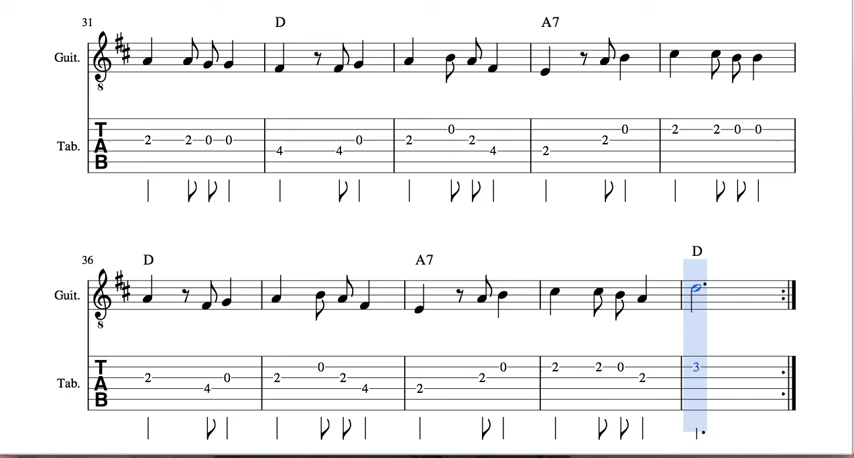 31 D A7
Guit.
8
T A B
Tab. 2 2 0 0 4 4 0 2 0 2 4 2 2 0 2 2 0 0
36 D A7 D
Guit.
8
T A B
Tab. 2 4 0 2 0 2 4 2 2 0 2 2 0 2 3